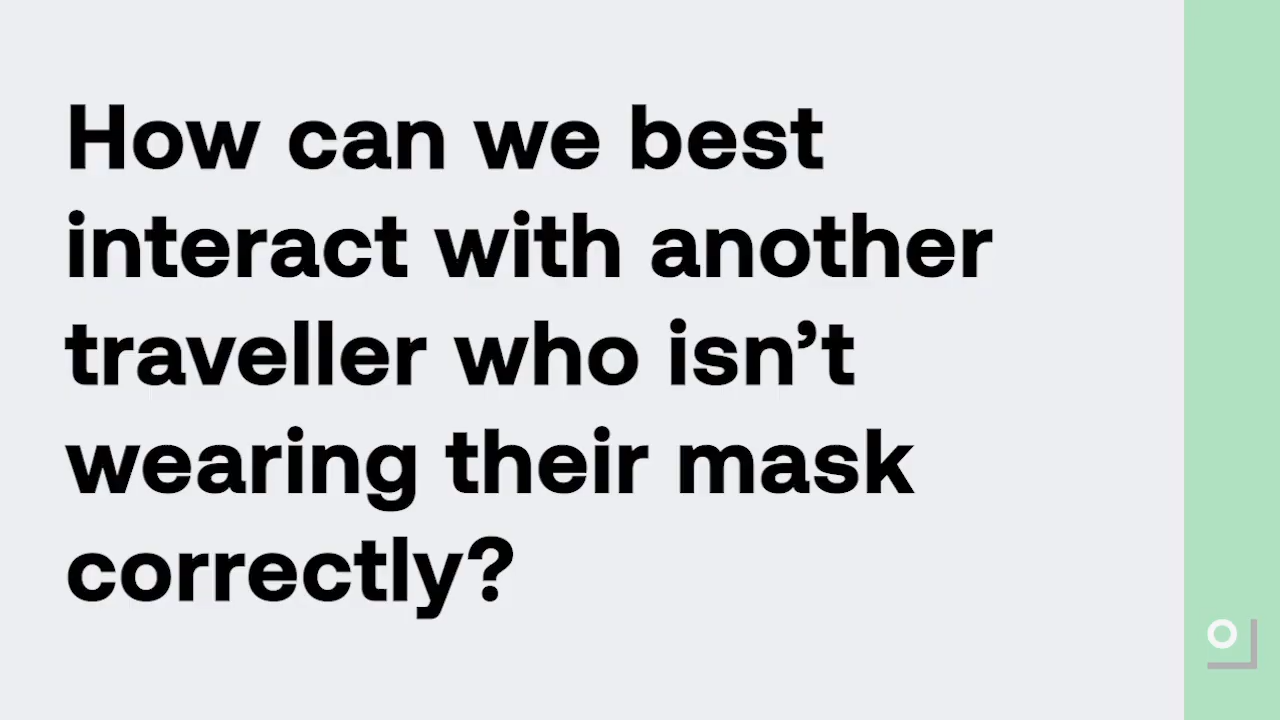 How can we best
interact with another
traveller who isn’t
wearing their mask
correctly?